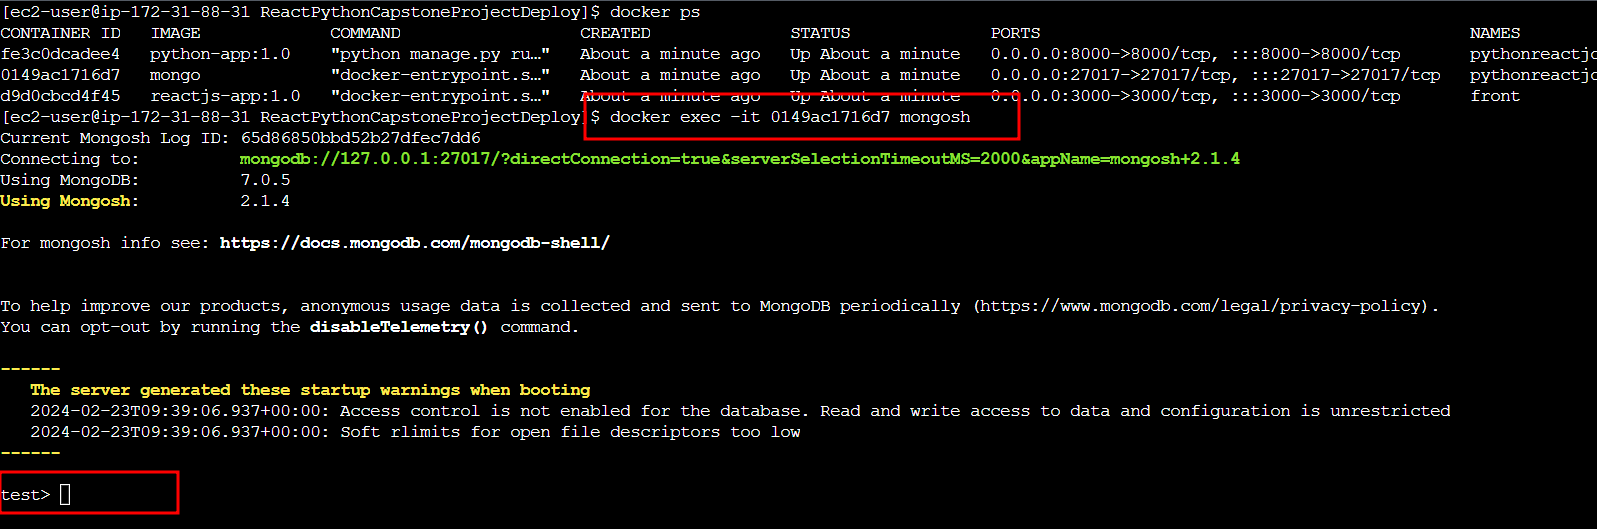 [ec2-user@ip-172-31-88-31 ReactPythonCapstoneProjectDeploy]$ docker ps
CONTAINER ID   IMAGE             COMMAND                  CREATED              STATUS              PORTS                                           NAMES
fe3c0dcadee4   python-app:1.0    "python manage.py ru…"   About a minute ago   Up About a minute   0.0.0.0:8000->8000/tcp, :::8000->8000/tcp       pythonreactjc
0149ac1716d7   mongo             "docker-entrypoint.s…"   About a minute ago   Up About a minute   0.0.0.0:27017->27017/tcp, :::27017->27017/tcp   pythonreactjc
d9d0cbcd4f45   reactjs-app:1.0   "docker-entrypoint.s…"   About a minute ago   Up About a minute   0.0.0.0:3000->3000/tcp, :::3000->3000/tcp       front
[ec2-user@ip-172-31-88-31 ReactPythonCapstoneProjectDeploy]$ docker exec -it 0149ac1716d7 mongosh
Current Mongosh Log ID: 65d86850bbd52b27dfec7dd6
Connecting to:          mongodb://127.0.0.1:27017/?directConnection=true&serverSelectionTimeoutMS=2000&appName=mongosh+2.1.4
Using MongoDB:          7.0.5
Using Mongosh:          2.1.4
For mongosh info see: https://docs.mongodb.com/mongodb-shell/
To help improve our products, anonymous usage data is collected and sent to MongoDB periodically (https://www.mongodb.com/legal/privacy-policy).
You can opt-out by running the disableTelemetry() command.
------
The server generated these startup warnings when booting
2024-02-23T09:39:06.937+00:00: Access control is not enabled for the database. Read and write access to data and configuration is unrestricted
2024-02-23T09:39:06.937+00:00: Soft rlimits for open file descriptors too low
------
test>